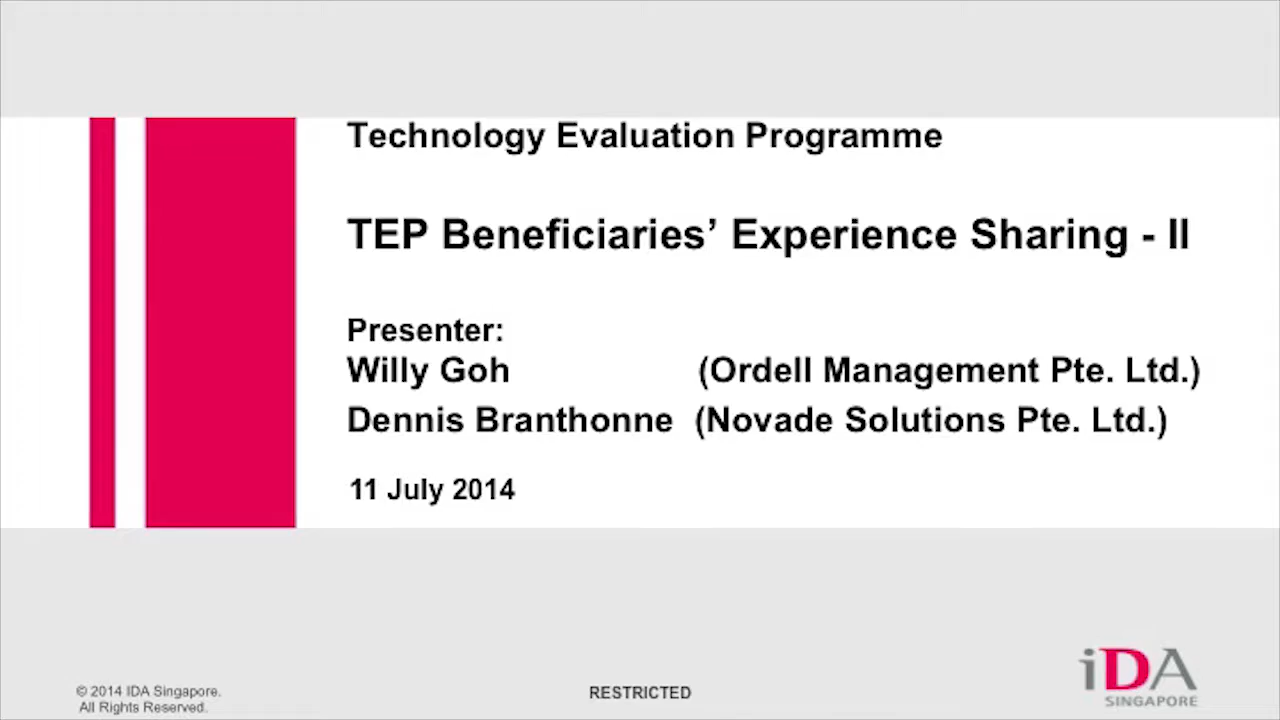 Technology Evaluation Programme
TEP Beneficiaries’ Experience Sharing - II
Presenter:
Willy Goh (Ordell Management Pte. Ltd.)
Dennis Branthonne (Novade Solutions Pte. Ltd.)
11 July 2014
© 2014 IDA Singapore.
All Rights Reserved.
RESTRICTED
iDA
SINGAPORE